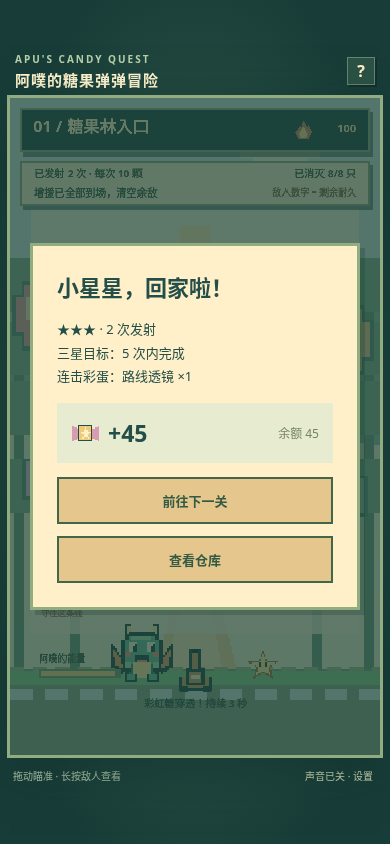 APU'S CANDY QUEST
阿噗的糖果弹弹冒险
?
01 / 糖果林入口
100
已发射 2 次 · 每次 10 颗
已消灭 8/8 只
增援已全部到场，清空余敌
敌人数字 = 剩余耐久
小星星，回家啦！
★★★ · 2 次发射
三星目标：5 次内完成
连击彩蛋：路线透镜 ×1
+45
余额 45
前往下一关
查看仓库
守住这条线
阿噗的能量
彩虹糖穿透！持续 3 秒
拖动瞄准 · 长按敌人查看
声音已关 · 设置